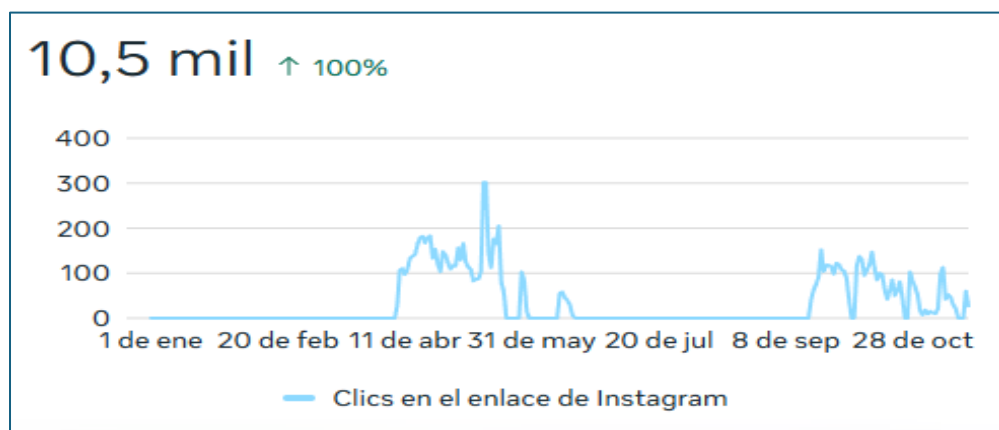 10,5 mil ↑ 100%
400
300
200
100
0
1 de ene 20 de feb 11 de abr 31 de may 20 de jul 8 de sep 28 de oct
Clics en el enlace de Instagram